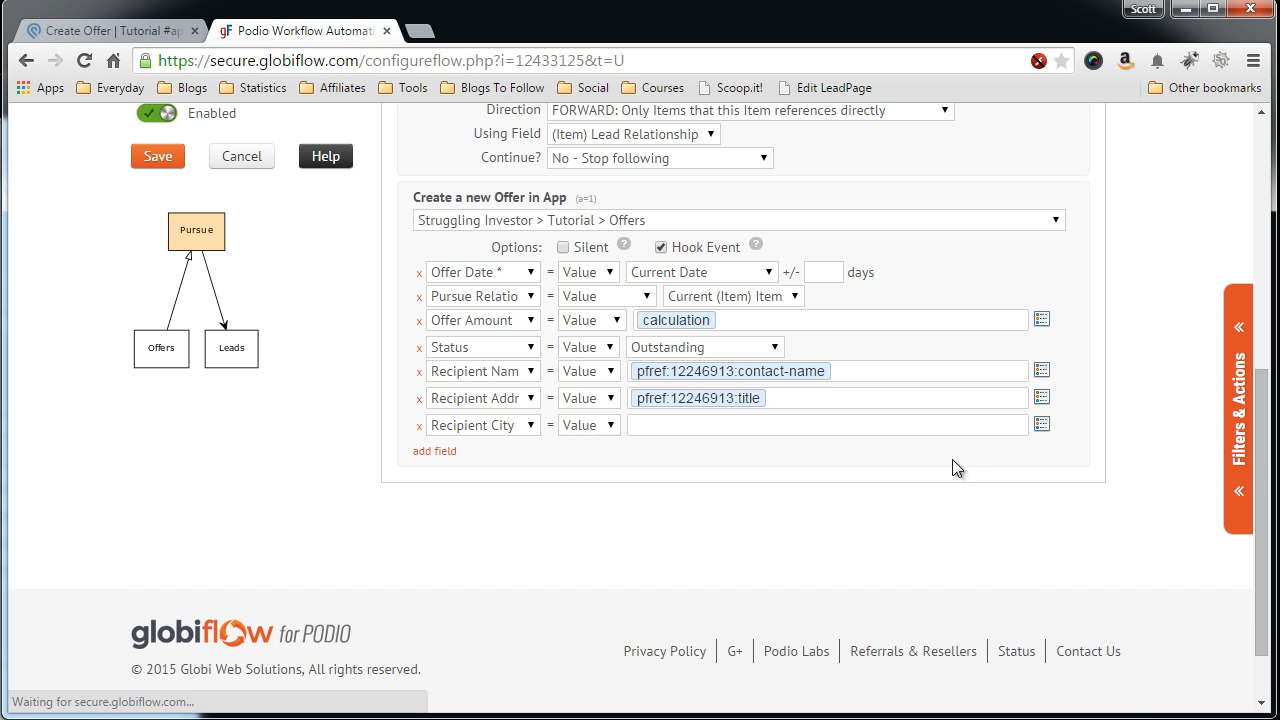 Scott
Create Offer | Tutorial #ap
gF Podio Workflow Automati
https://secure.globiflow.com/configureflow.php?i=12433125&t=U
Apps Everyday Blogs Statistics Affiliates Tools Blogs To Follow Social Courses Scoop.it! Edit LeadPage Other bookmarks
Enabled
Direction FORWARD: Only Items that this Item references directly
Using Field (Item) Lead Relationship
Continue? No - Stop following
Save Cancel Help
Create a new Offer in App (a=1)
Struggling Investor > Tutorial > Offers
Options: Silent ? Hook Event ?
x Offer Date * = Value Current Date +/- days
x Pursue Relatio = Value Current (Item) Item
x Offer Amount = Value calculation
x Status = Value Outstanding
x Recipient Nam = Value pfref:12246913:contact-name
x Recipient Addr = Value pfref:12246913:title
x Recipient City = Value
add field
Pursue
Offers Leads
Filters & Actions
globiflow for PODIO
© 2015 Globi Web Solutions, All rights reserved.
Privacy Policy G+ Podio Labs Referrals & Resellers Status Contact Us
Waiting for secure.globiflow.com...